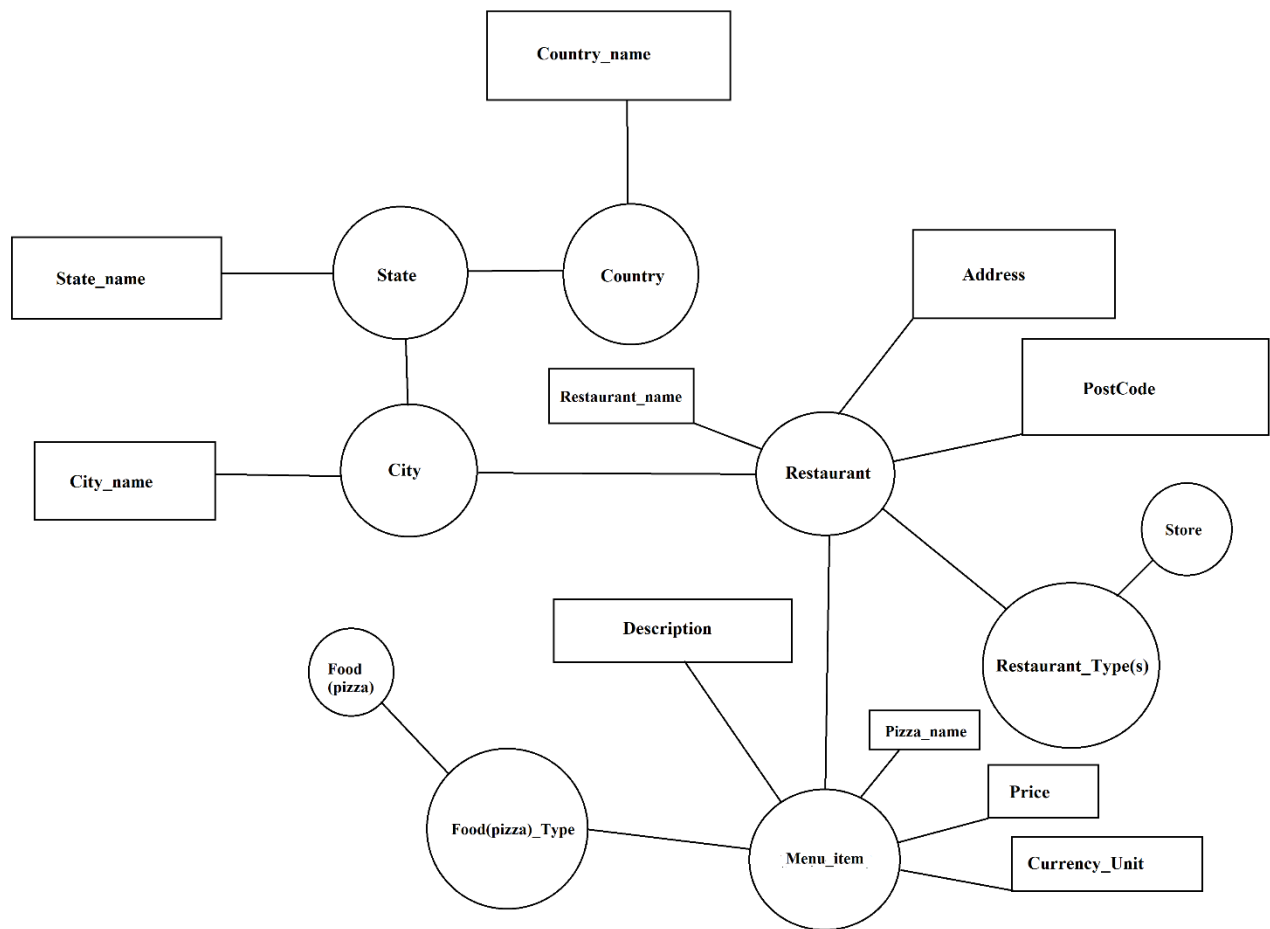 Country_name
State_name
State
Country
Address
Restaurant_name
PostCode
City_name
City
Restaurant
Store
Description
Restaurant_Type(s)
Food
(pizza)
Pizza_name
Price
Food(pizza)_Type
Menu_item
Currency_Unit